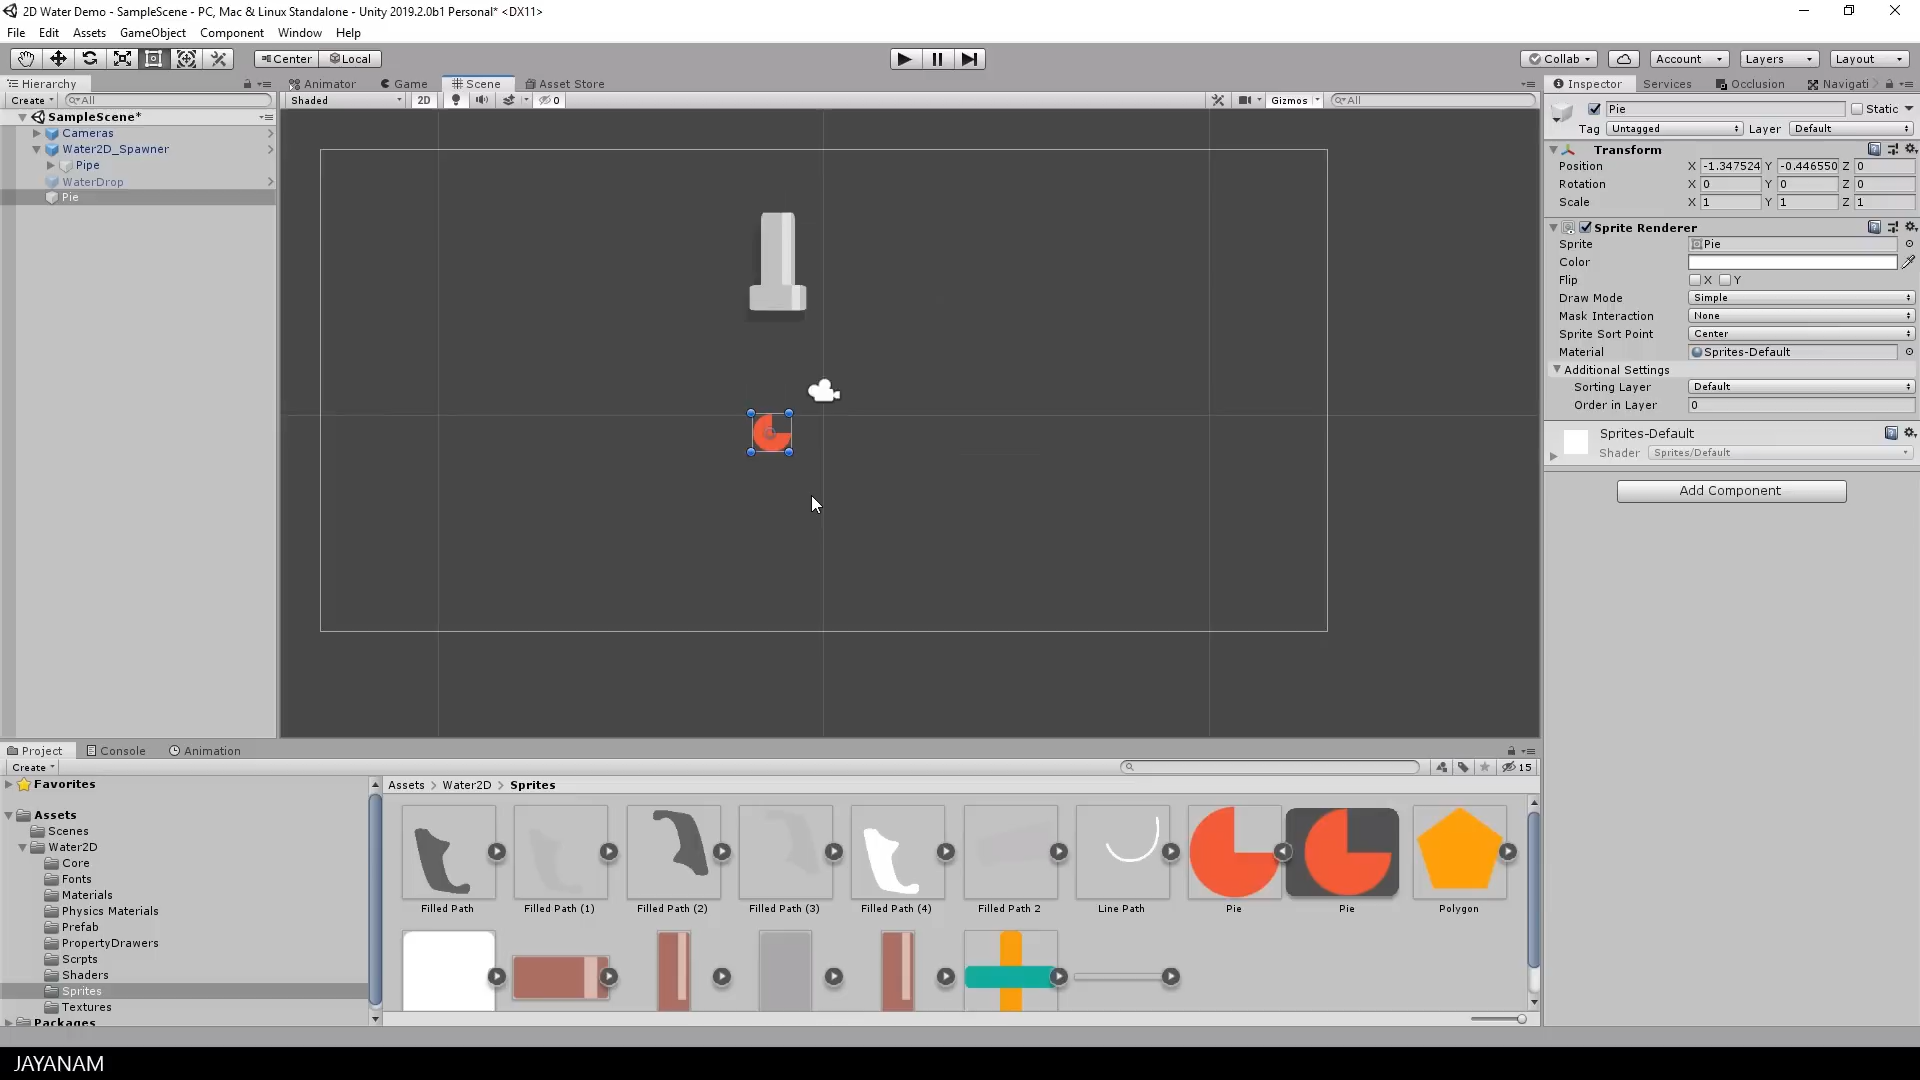 2D Water Demo - SampleScene - PC, Mac & Linux Standalone - Unity 2019.2.0b1 Personal* <DX11>
File Edit Assets GameObject Component Window Help
Center Local
Collab Account Layers Layout
Hierarchy
Create All
SampleScene*
Cameras
Water2D_Spawner
Pipe
WaterDrop
Pie
Animator Game Scene Asset Store
Shaded 2D 0 Gizmos All
Inspector Services Occlusion Navigati
Pie Static
Tag Untagged Layer Default
Transform
Position X -1.347524 Y -0.446550 Z 0
Rotation X 0 Y 0 Z 0
Scale X 1 Y 1 Z 1
Sprite Renderer
Sprite Pie
Color
Flip X Y
Draw Mode Simple
Mask Interaction None
Sprite Sort Point Center
Material Sprites-Default
Additional Settings
Sorting Layer Default
Order in Layer 0
Sprites-Default
Shader Sprites/Default
Add Component
Project Console Animation
Create 15
Favorites
Assets
Scenes
Water2D
Core
Fonts
Materials
Physics Materials
Prefab
PropertyDrawers
Scrpts
Shaders
Sprites
Textures
Packages
Assets > Water2D > Sprites
Filled Path Filled Path (1) Filled Path (2) Filled Path (3) Filled Path (4) Filled Path 2 Line Path Pie Pie Polygon
JAYANAM